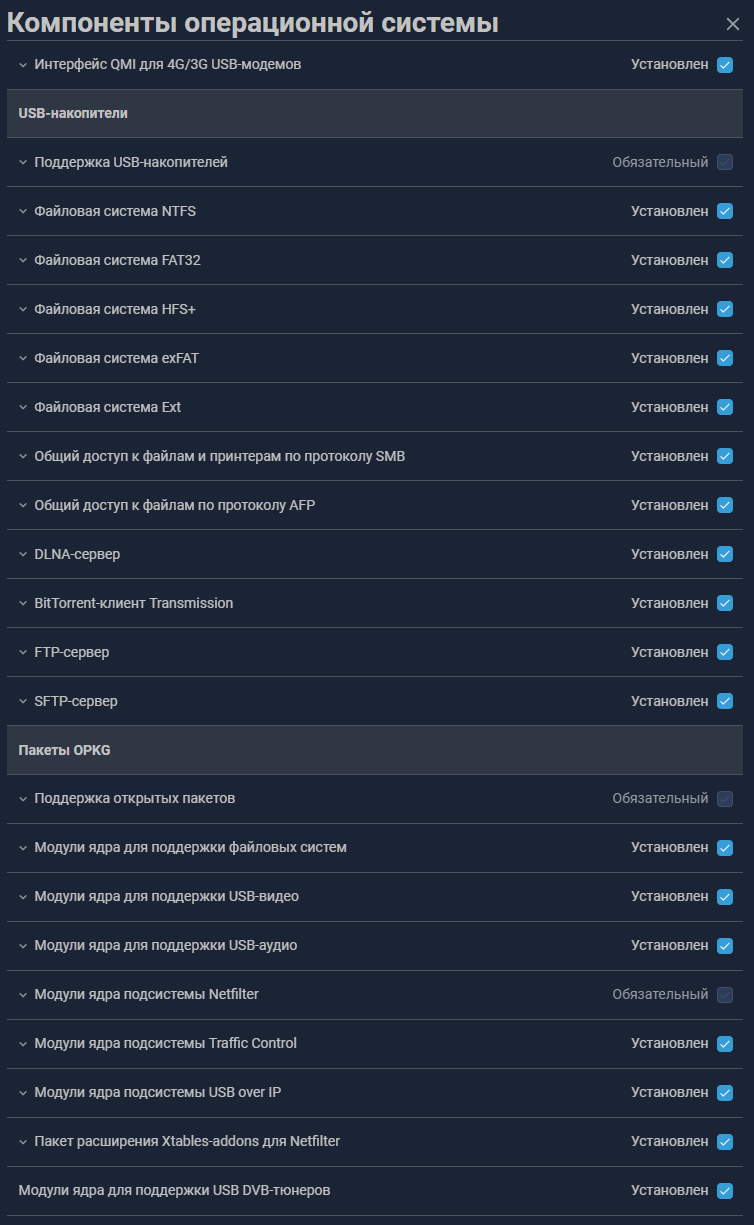 Компоненты операционной системы
Интерфейс QMI для 4G/3G USB-модемов Установлен
USB-накопители
Поддержка USB-накопителей Обязательный
Файловая система NTFS Установлен
Файловая система FAT32 Установлен
Файловая система HFS+ Установлен
Файловая система exFAT Установлен
Файловая система Ext Установлен
Общий доступ к файлам и принтерам по протоколу SMB Установлен
Общий доступ к файлам по протоколу AFP Установлен
DLNA-сервер Установлен
BitTorrent-клиент Transmission Установлен
FTP-сервер Установлен
SFTP-сервер Установлен
Пакеты OPKG
Поддержка открытых пакетов Обязательный
Модули ядра для поддержки файловых систем Установлен
Модули ядра для поддержки USB-видео Установлен
Модули ядра для поддержки USB-аудио Установлен
Модули ядра подсистемы Netfilter Обязательный
Модули ядра подсистемы Traffic Control Установлен
Модули ядра подсистемы USB over IP Установлен
Пакет расширения Xtables-addons для Netfilter Установлен
Модули ядра для поддержки USB DVB-тюнеров Установлен